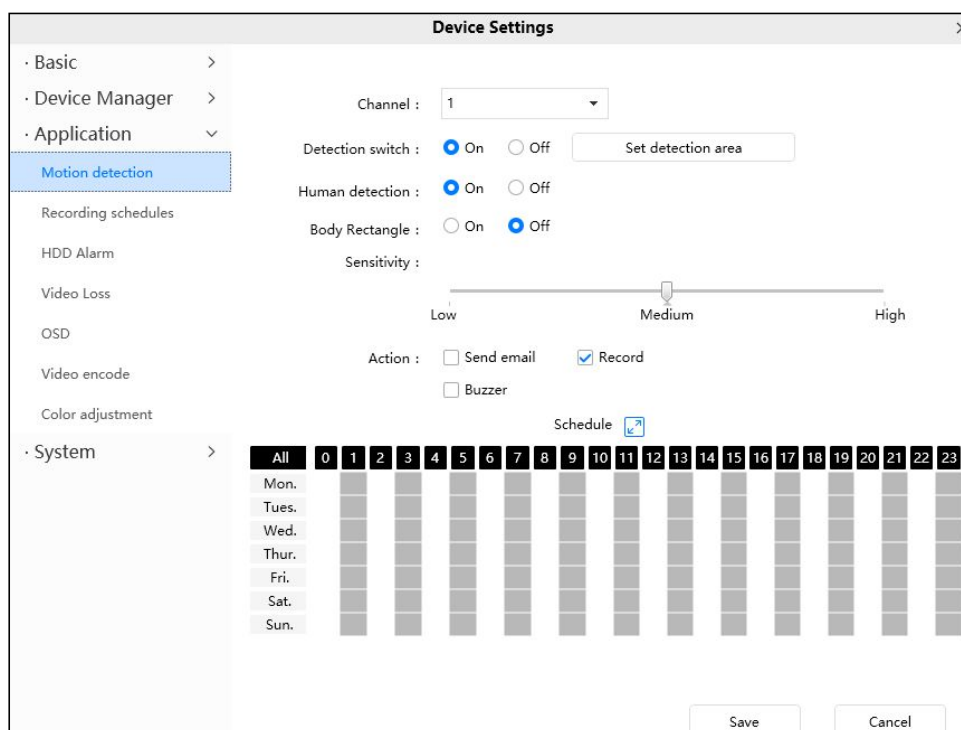 Device Settings
· Basic
· Device Manager
· Application
Motion detection
Recording schedules
HDD Alarm
Video Loss
OSD
Video encode
Color adjustment
· System
Channel : 1
Detection switch : On Off Set detection area
Human detection : On Off
Body Rectangle : On Off
Sensitivity :
Low Medium High
Action : Send email Record
Buzzer
Schedule
All 0 1 2 3 4 5 6 7 8 9 10 11 12 13 14 15 16 17 18 19 20 21 22 23
Mon.
Tues.
Wed.
Thur.
Fri.
Sat.
Sun.
Save Cancel